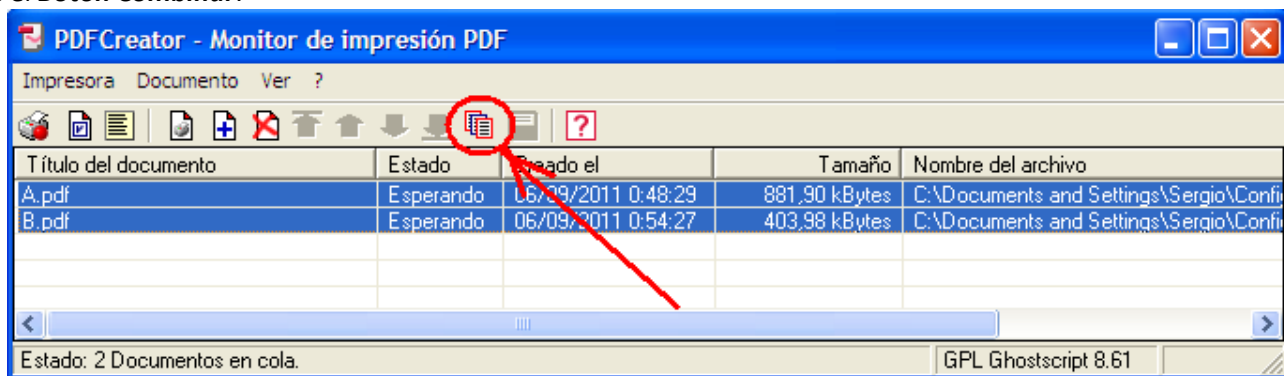 PDFCreator - Monitor de impresión PDF
Impresora Documento Ver ?
Título del documento Estado Creado el Tamaño Nombre del archivo
A.pdf Esperando 06/09/2011 0:48:29 881,90 kBytes C:\Documents and Settings\Sergio\Confi
B.pdf Esperando 06/09/2011 0:54:27 403,98 kBytes C:\Documents and Settings\Sergio\Confi
Estado: 2 Documentos en cola. GPL Ghostscript 8.61